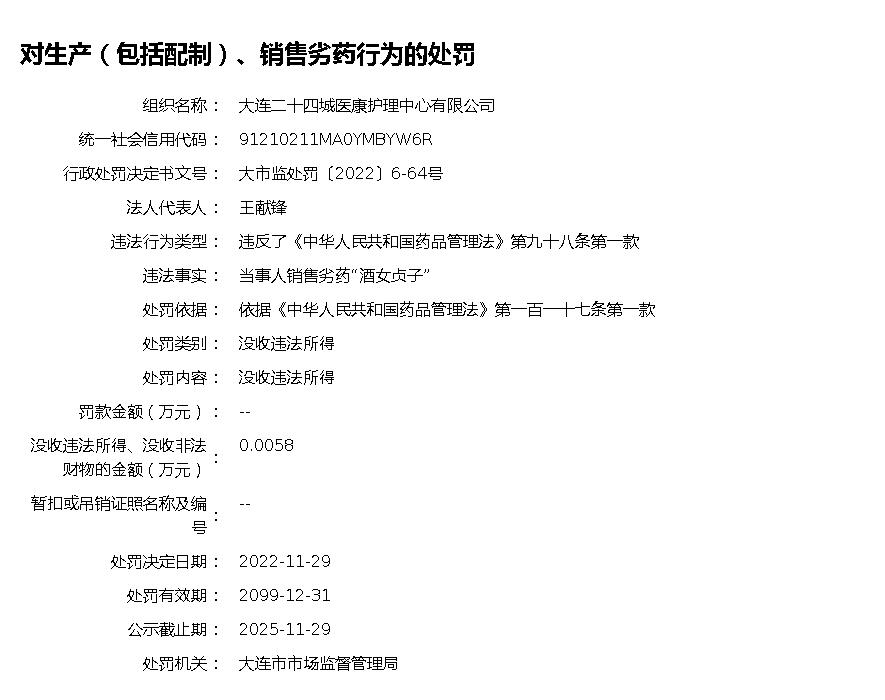 对生产（包括配制）、销售劣药行为的处罚
组织名称： 大连二十四城医康护理中心有限公司
统一社会信用代码： 91210211MA0YMBYW6R
行政处罚决定书文号： 大市监处罚〔2022〕6-64号
法人代表人： 王献锋
违法行为类型： 违反了《中华人民共和国药品管理法》第九十八条第一款
违法事实： 当事人销售劣药“酒女贞子”
处罚依据： 依据《中华人民共和国药品管理法》第一百一十七条第一款
处罚类别： 没收违法所得
处罚内容： 没收违法所得
罚款金额（万元）： --
没收违法所得、没收非法
财物的金额（万元）： 0.0058
暂扣或吊销证照名称及编
号： --
处罚决定日期： 2022-11-29
处罚有效期： 2099-12-31
公示截止期： 2025-11-29
处罚机关： 大连市市场监督管理局